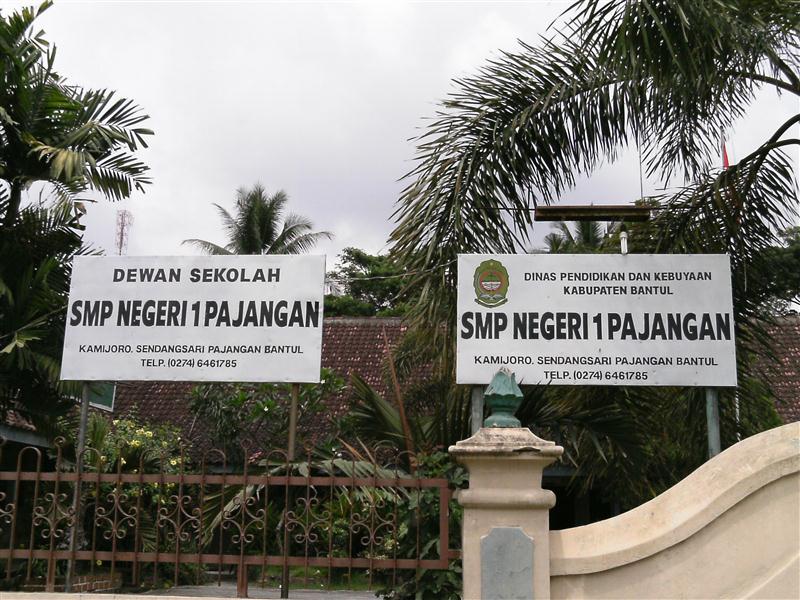 DEWAN SEKOLAH
SMP NEGERI 1 PAJANGAN
KAMIJORO. SENDANGSARI PAJANGAN BANTUL
TELP. (0274) 6461785
DINAS PENDIDIKAN DAN KEBUYAAN
KABUPATEN BANTUL
SMP NEGERI 1 PAJANGAN
KAMIJORO. SENDANGSARI PAJANGAN BANTUL
TELP. (0274) 6461785